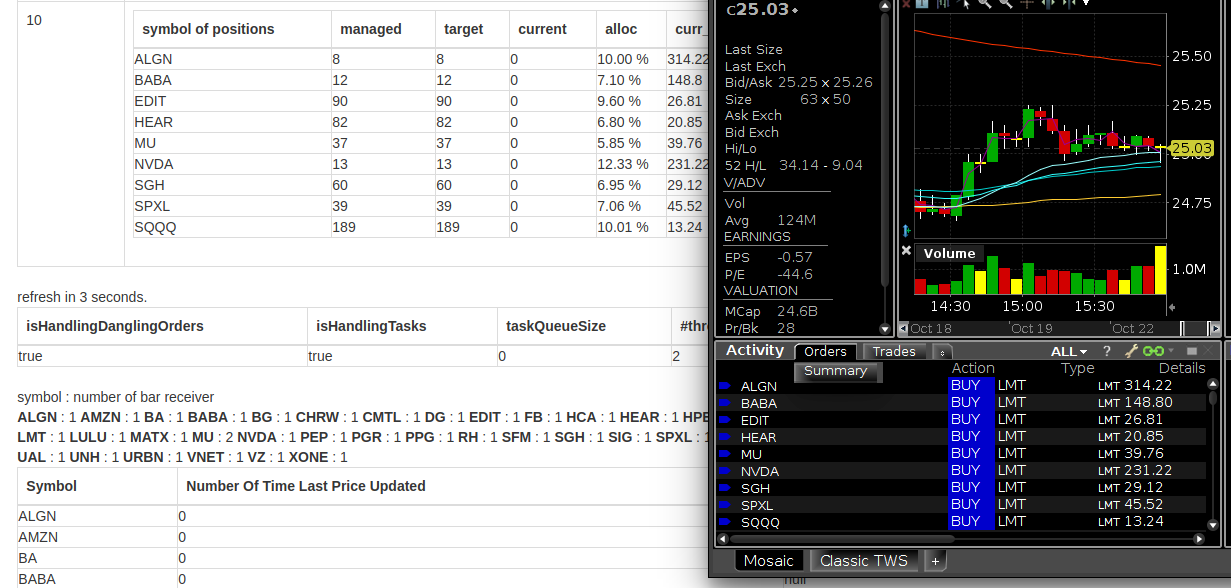 10
symbol of positions managed target current alloc curr_
ALGN 8 8 0 10.00 % 314.22
BABA 12 12 0 7.10 % 148.8
EDIT 90 90 0 9.60 % 26.81
HEAR 82 82 0 6.80 % 20.85
MU 37 37 0 5.85 % 39.76
NVDA 13 13 0 12.33 % 231.22
SGH 60 60 0 6.95 % 29.12
SPXL 39 39 0 7.06 % 45.52
SQQQ 189 189 0 10.01 % 13.24
refresh in 3 seconds.
isHandlingDanglingOrders isHandlingTasks taskQueueSize #thr
true true 0 2
symbol : number of bar receiver
ALGN : 1 AMZN : 1 BA : 1 BABA : 1 BG : 1 CHRW : 1 CMTL : 1 DG : 1 EDIT : 1 FB : 1 HCA : 1 HEAR : 1 HPE
LMT : 1 LULU : 1 MATX : 1 MU : 2 NVDA : 1 PEP : 1 PGR : 1 PPG : 1 RH : 1 SFM : 1 SGH : 1 SIG : 1 SPXL : 1
UAL : 1 UNH : 1 URBN : 1 VNET : 1 VZ : 1 XONE : 1
Symbol Number Of Time Last Price Updated
ALGN 0
AMZN 0
BA 0
BABA 0
null
C25.03
Last Size
Last Exch
Bid/Ask 25.25 x 25.26
Size 63 x 50
Ask Exch
Bid Exch
Hi/Lo
52 H/L 34.14 - 9.04
V/ADV
Vol
Avg 124M
EARNINGS
EPS -0.57
P/E -44.6
VALUATION
MCap 24.6B
Pr/Bk 28
25.50
25.25
25.03
25.00
24.75
Volume
1.0M
14:30 15:00 15:30
Oct 18 Oct 19 Oct 22
Activity Orders Trades ALL ?
Summary
Action Type Details
ALGN BUY LMT LMT 314.22
BABA BUY LMT LMT 148.80
EDIT BUY LMT LMT 26.81
HEAR BUY LMT LMT 20.85
MU BUY LMT LMT 39.76
NVDA BUY LMT LMT 231.22
SGH BUY LMT LMT 29.12
SPXL BUY LMT LMT 45.52
SQQQ BUY LMT LMT 13.24
Mosaic Classic TWS +